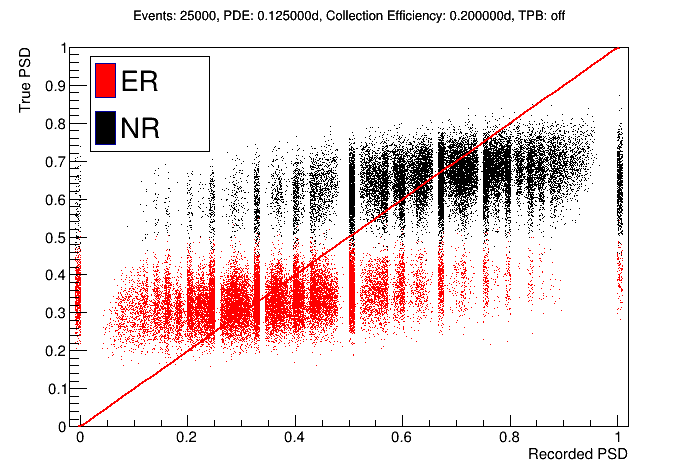 Events: 25000, PDE: 0.125000d, Collection Efficiency: 0.200000d, TPB: off
True PSD
1
0.9
0.8
0.7
0.6
0.5
0.4
0.3
0.2
0.1
0
ER
NR
0 0.2 0.4 0.6 0.8 1
Recorded PSD